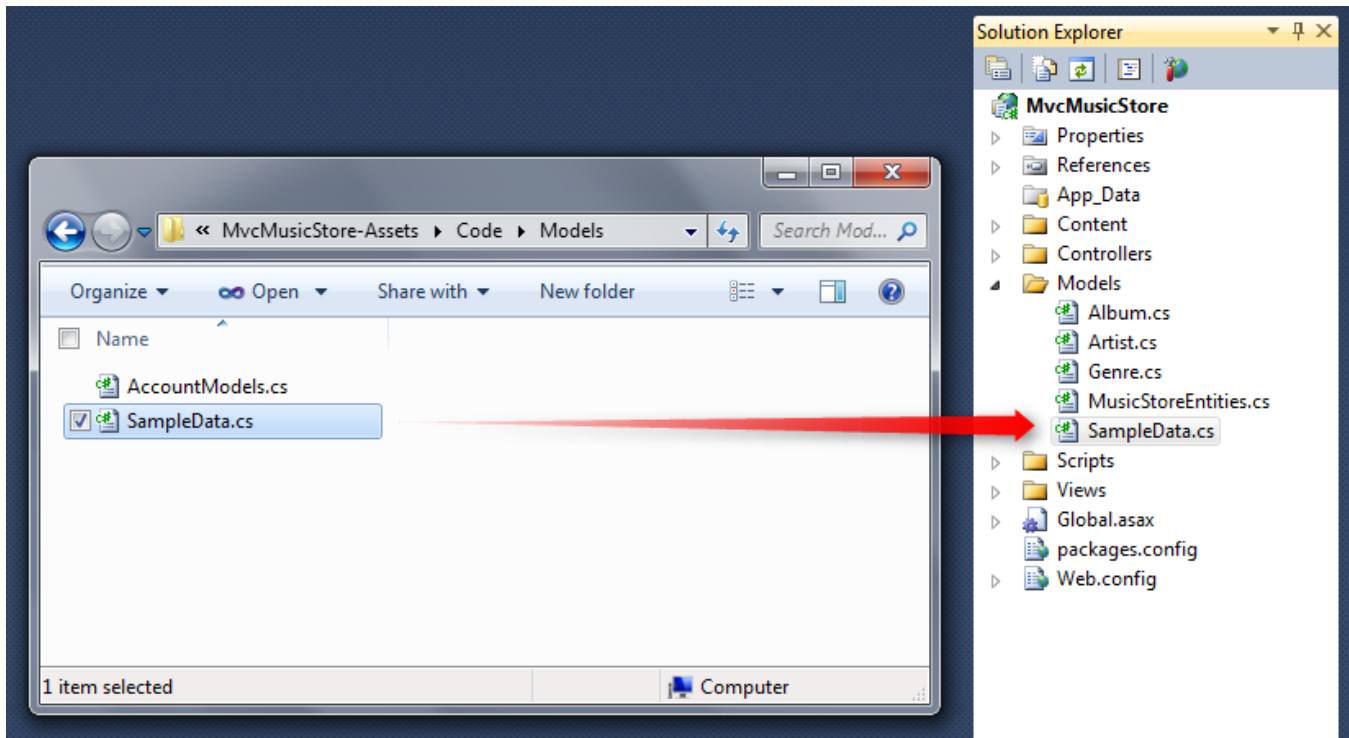 Solution Explorer
MvcMusicStore
Properties
References
App_Data
Content
Controllers
Models
Album.cs
Artist.cs
Genre.cs
MusicStoreEntities.cs
SampleData.cs
Scripts
Views
Global.asax
packages.config
Web.config
« MvcMusicStore-Assets Code Models Search Mod...
Organize Open Share with New folder
Name
AccountModels.cs
SampleData.cs
1 item selected Computer